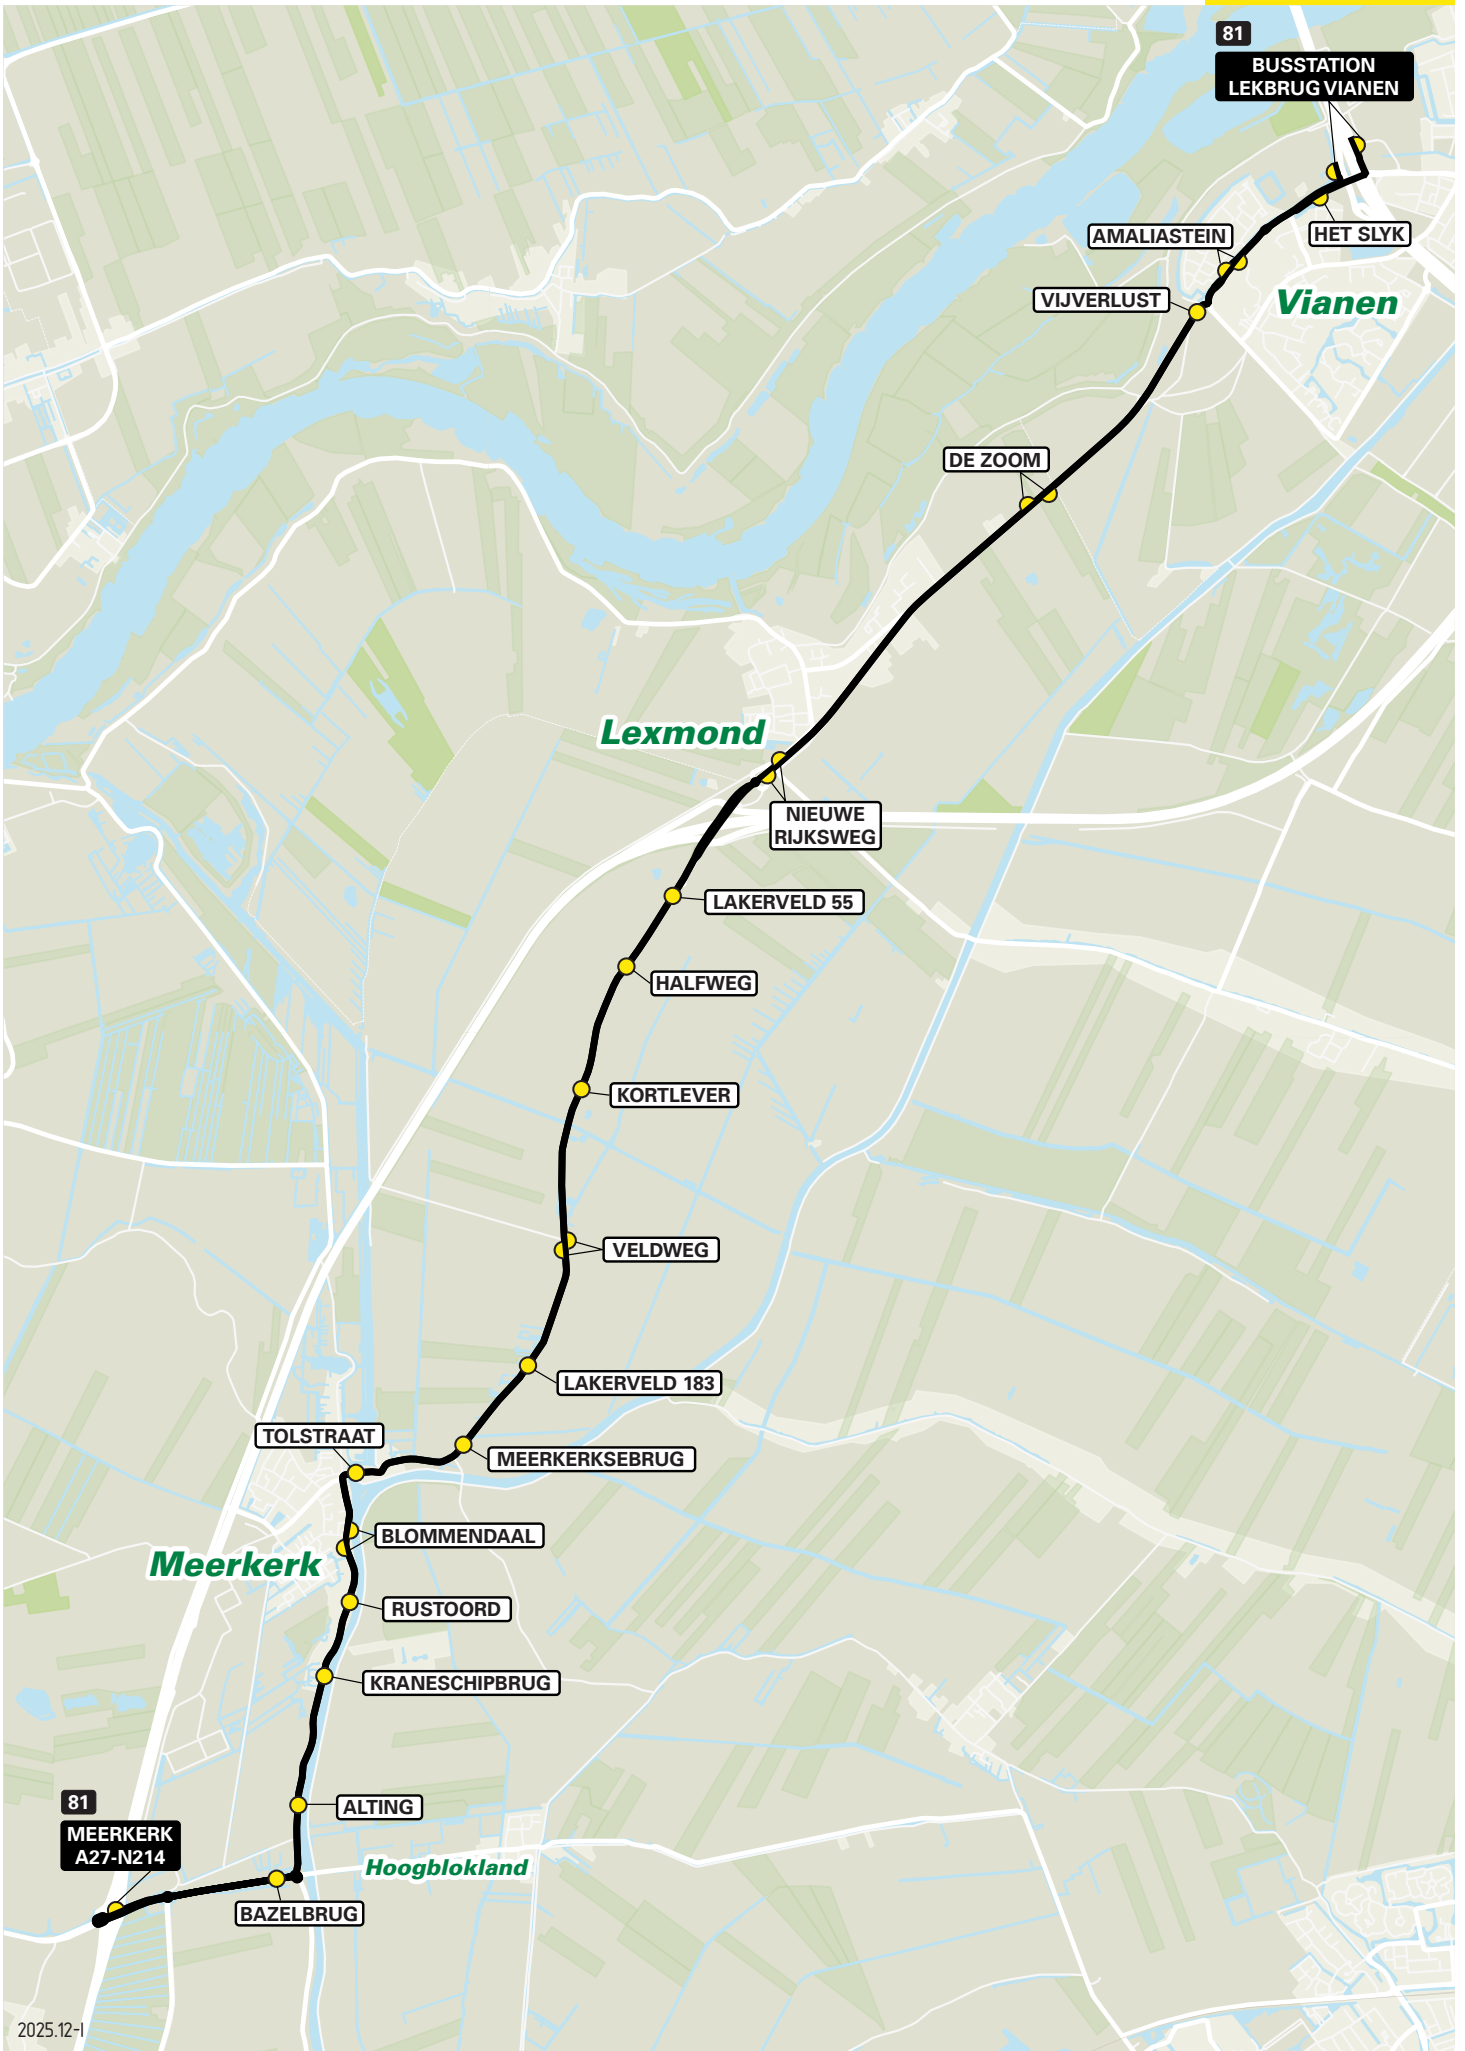 81
BUSSTATION
LEKBRUG VIANEN
HET SLYK
AMALIASTEIN
VIJVERLUST
Vianen
DE ZOOM
Lexmond
NIEUWE
RIJKSWEG
LAKERVELD 55
HALFWEG
KORTLEVER
VELDWEG
LAKERVELD 183
TOLSTRAAT
MEERKERKSEBRUG
BLOMMENDAAL
Meerkerk
RUSTOORD
KRANESCHIPBRUG
81
ALTING
MEERKERK
A27-N214
Hoogblokland
BAZELBRUG
2025.12-I